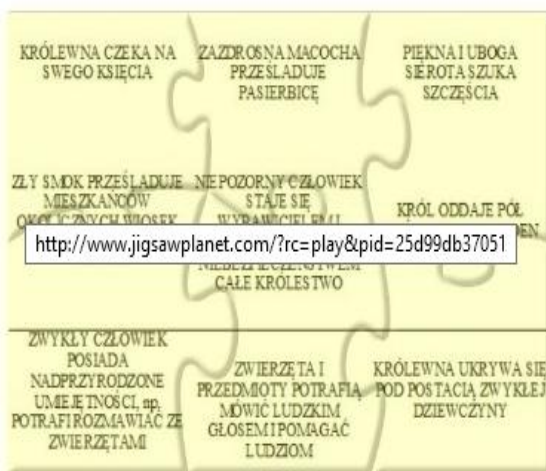 KRÓLEWNA CZEKA NA
SWEGO KSIĘCIA
ZAZDROSNA MACOCHA
PRZEŚLADUJE
PASIERBICĘ
PIĘKNA I UBOGA
SIEROTA SZUKA
SZCZĘŚCIA
ZŁY SMOK PRZEŚLADUJE
MIESZKAŃCÓW
OKOLICZNYCH WIOSEK
NIEPOZORNY CZŁOWIEK
STAJE SIĘ
CAŁE KRÓLESTWO
KRÓL ODDAJE PÓŁ
http://www.jigsawplanet.com/?rc=play&pid=25d99db37051
ZWYKŁY CZŁOWIEK
POSIADA
NADPRZYRODZONE
UMIEJĘTNOŚCI, np,
POTRAFI ROZMAWIAĆ ZE
ZWIERZĘTAMI
ZWIERZĘTA I
PRZEDMIOTY POTRAFIĄ
MÓWIĆ LUDZKIM
GŁOSEM I POMAGAĆ
LUDZIOM
KRÓLEWNA UKRYWA SIĘ
POD POSTACIĄ ZWYKŁEJ
DZIEWCZYNY